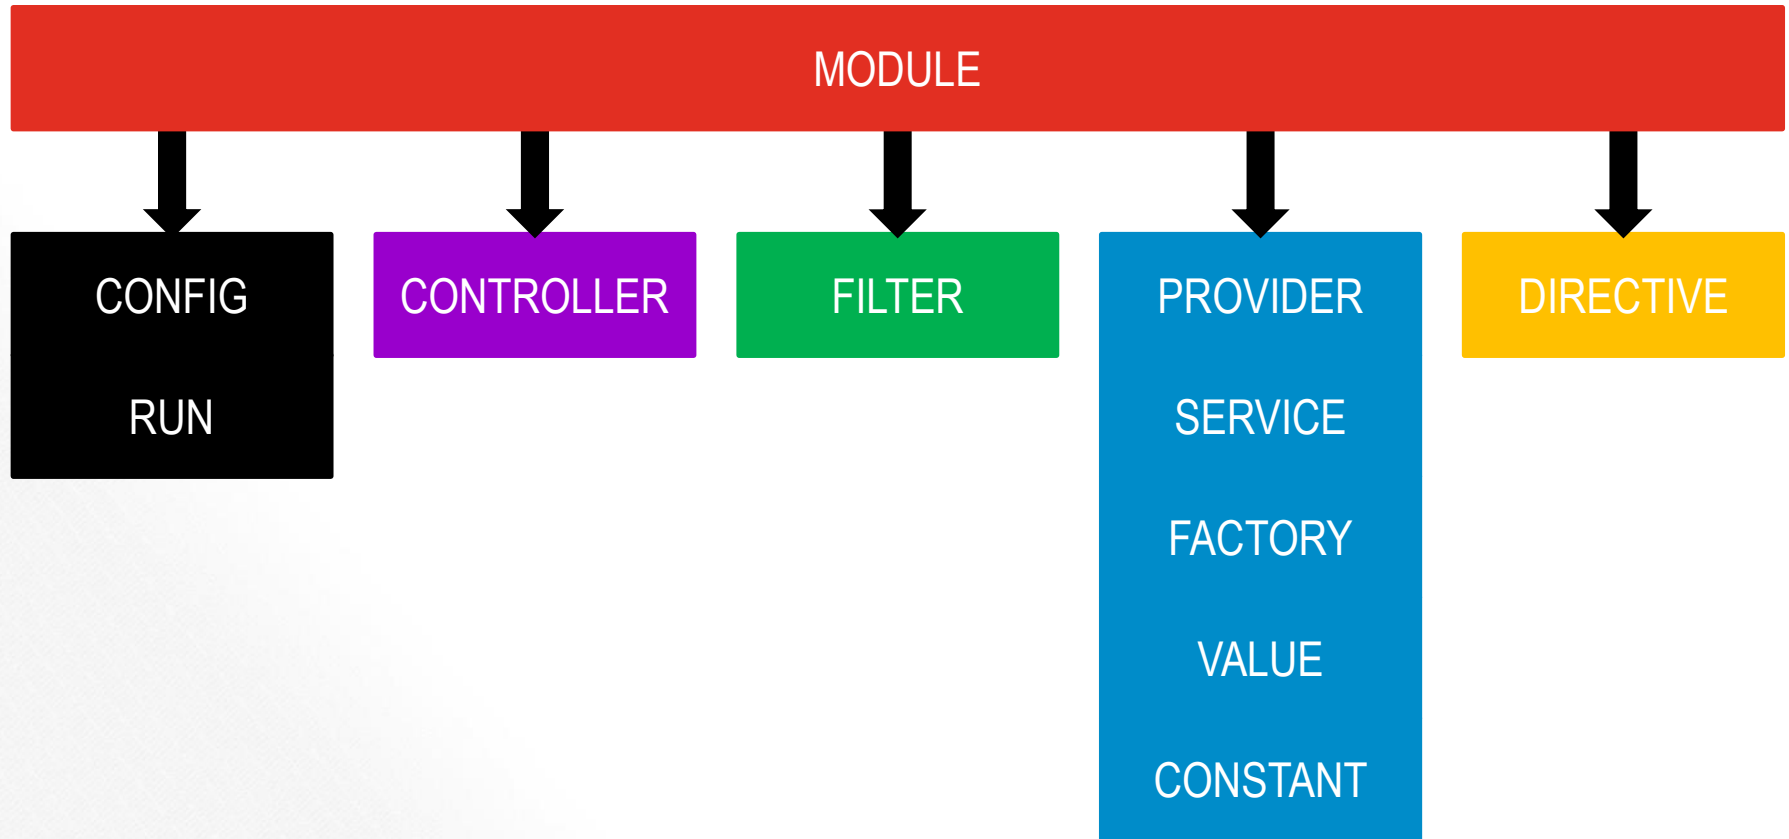 MODULE
CONFIG
RUN
CONTROLLER
FILTER
PROVIDER
SERVICE
FACTORY
VALUE
CONSTANT
DIRECTIVE